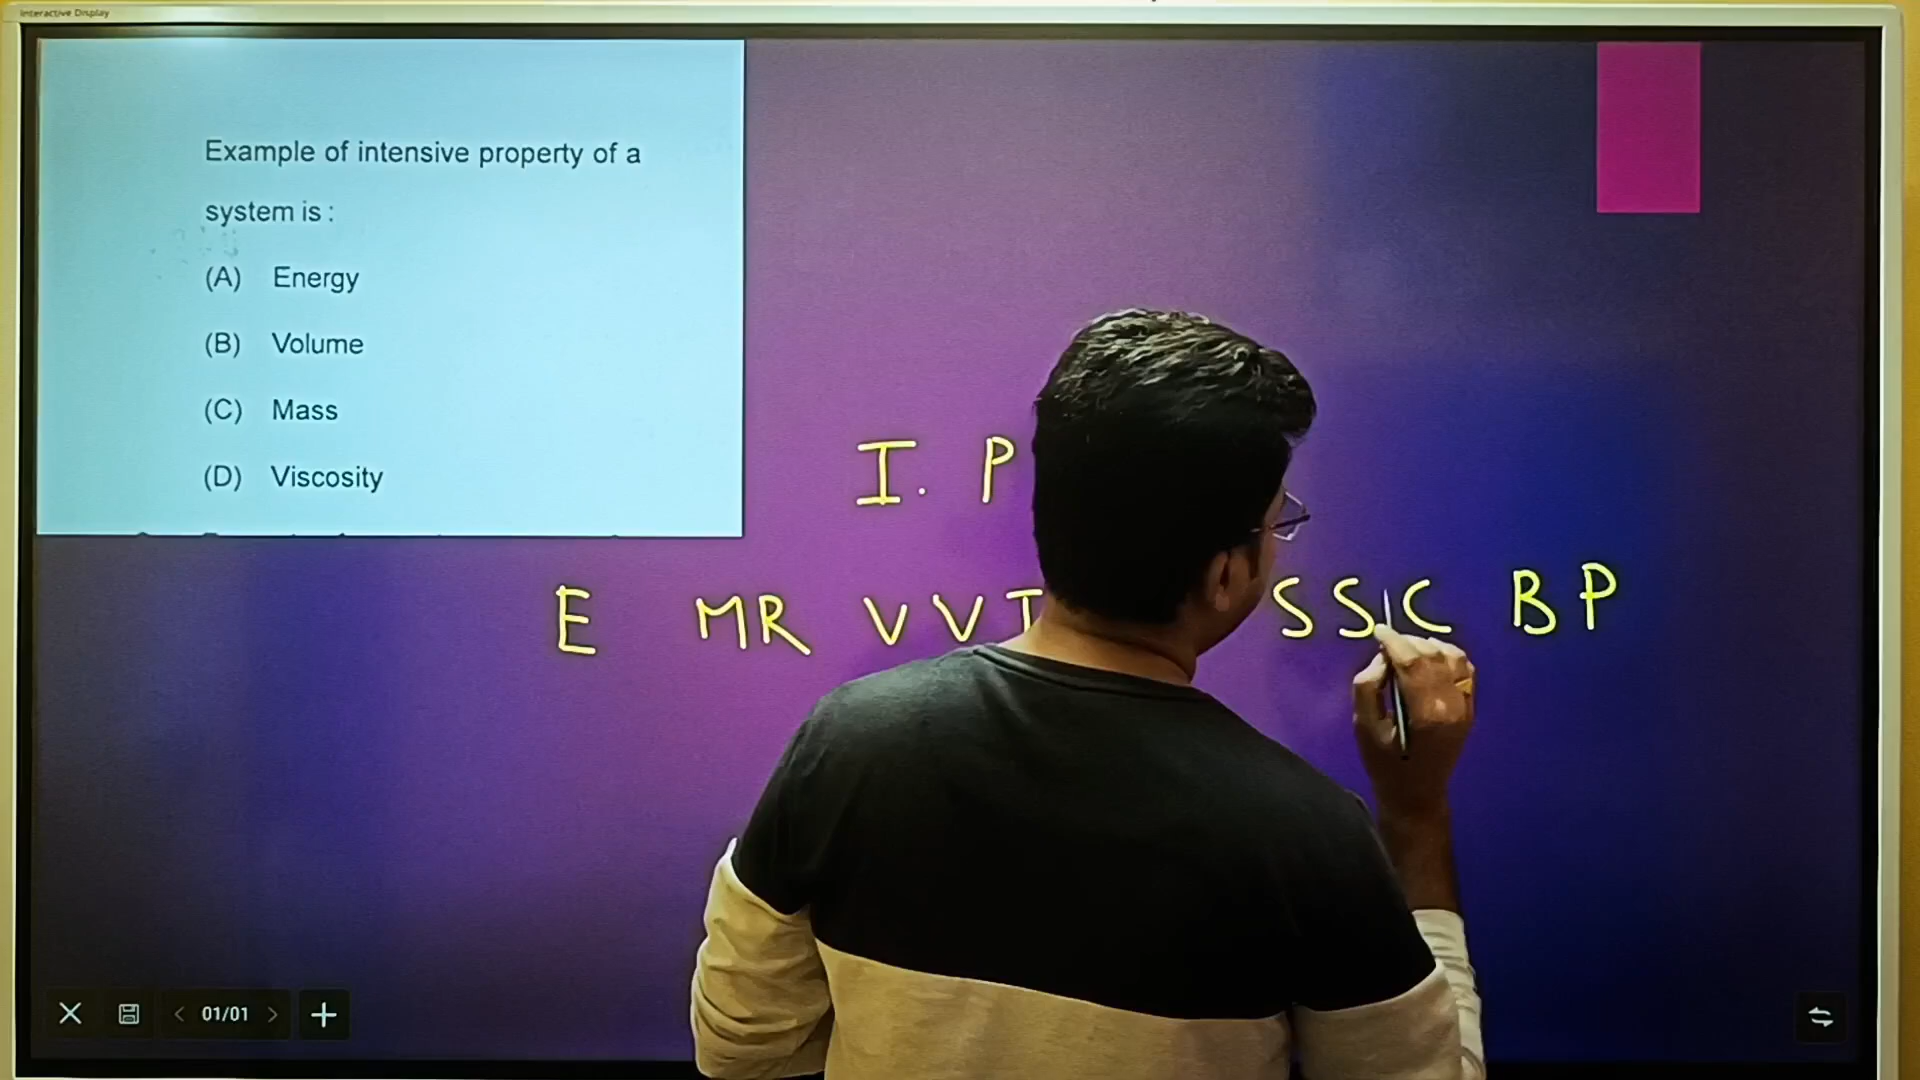 Interactive Display
Example of intensive property of a
system is :
(A) Energy
(B) Volume
(C) Mass
(D) Viscosity
I. P
E MR VVT SSC BP
01/01